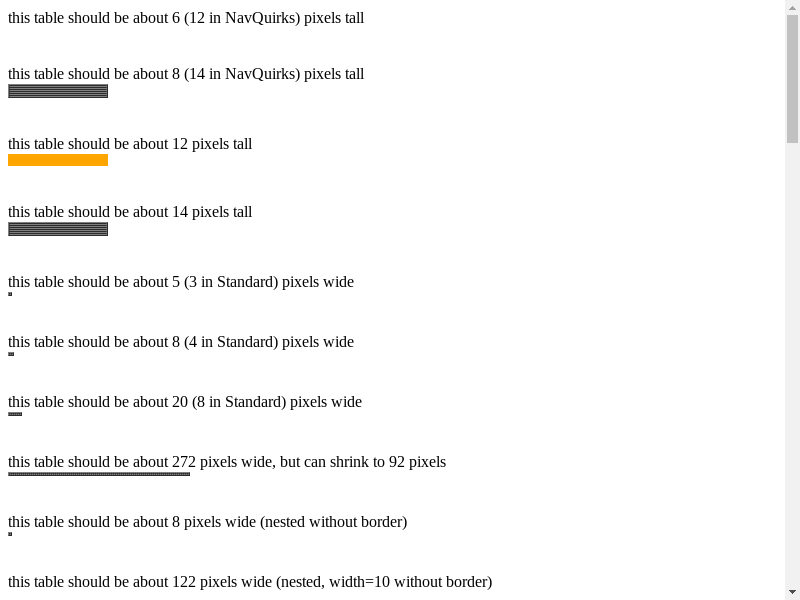 this table should be about 6 (12 in NavQuirks) pixels tall
this table should be about 8 (14 in NavQuirks) pixels tall
this table should be about 12 pixels tall
this table should be about 14 pixels tall
this table should be about 5 (3 in Standard) pixels wide
this table should be about 8 (4 in Standard) pixels wide
this table should be about 20 (8 in Standard) pixels wide
this table should be about 272 pixels wide, but can shrink to 92 pixels
this table should be about 8 pixels wide (nested without border)
this table should be about 122 pixels wide (nested, width=10 without border)